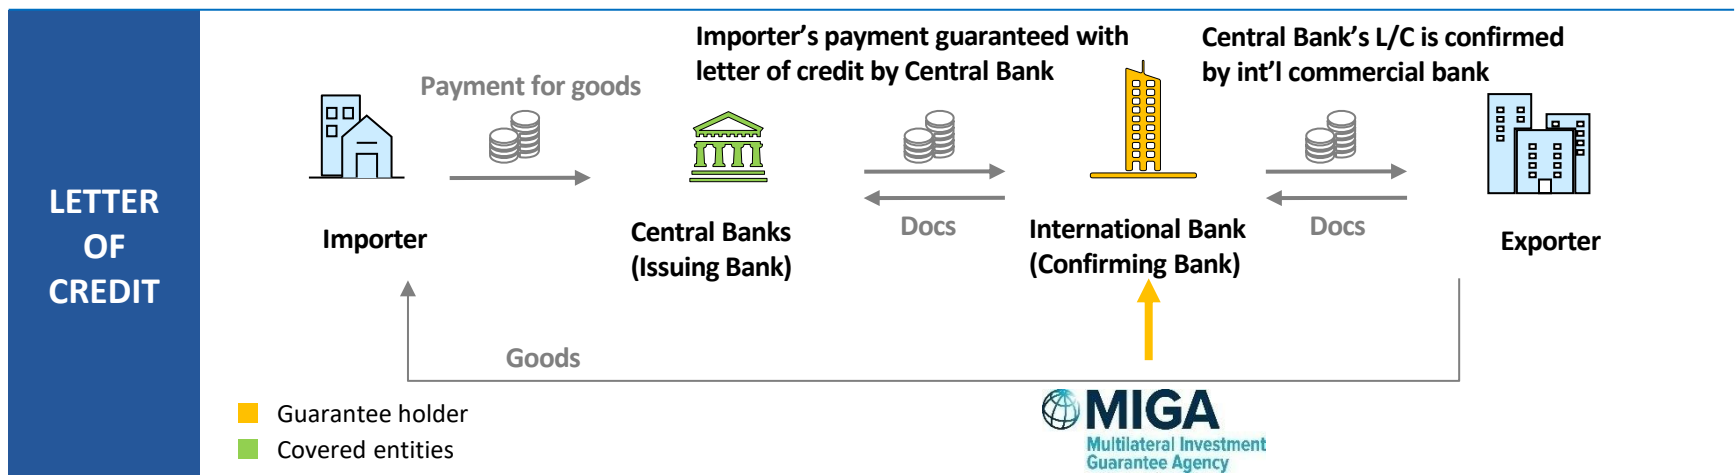 LETTER
OF
CREDIT
Importer’s payment guaranteed with
letter of credit by Central Bank
Central Bank’s L/C is confirmed
by int’l commercial bank
Payment for goods
Importer
Central Banks
(Issuing Bank)
Docs
International Bank
(Confirming Bank)
Docs
Exporter
Goods
Guarantee holder
Covered entities
MIGA
Multilateral Investment
Guarantee Agency